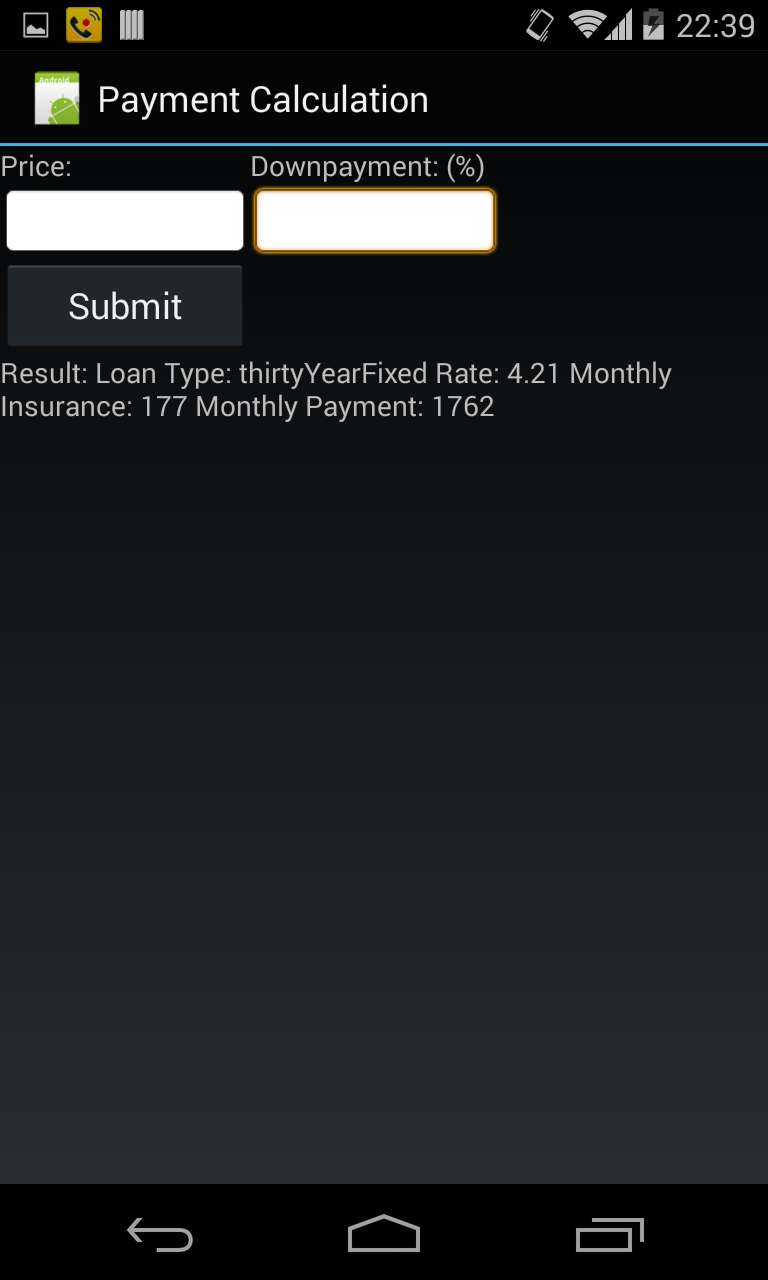 22:39
Android
Payment Calculation
Price: Downpayment: (%)
Submit
Result: Loan Type: thirtyYearFixed Rate: 4.21 Monthly
Insurance: 177 Monthly Payment: 1762